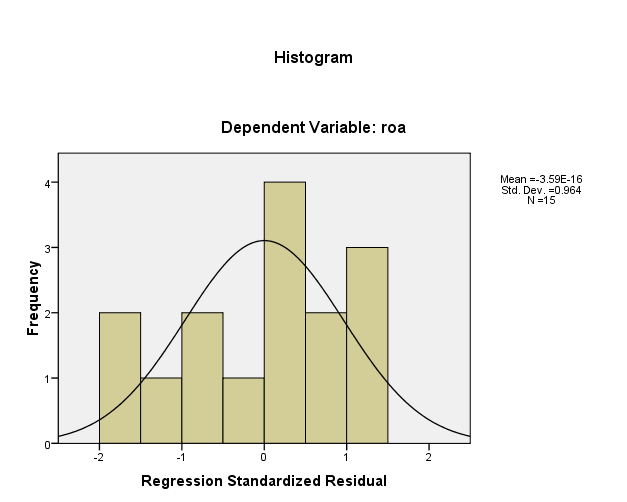 Histogram
Dependent Variable: roa
Mean =-3.59E-16
Std. Dev. =0.964
N =15
4
3
2
1
0
Frequency
-2
-1
0
1
2
Regression Standardized Residual